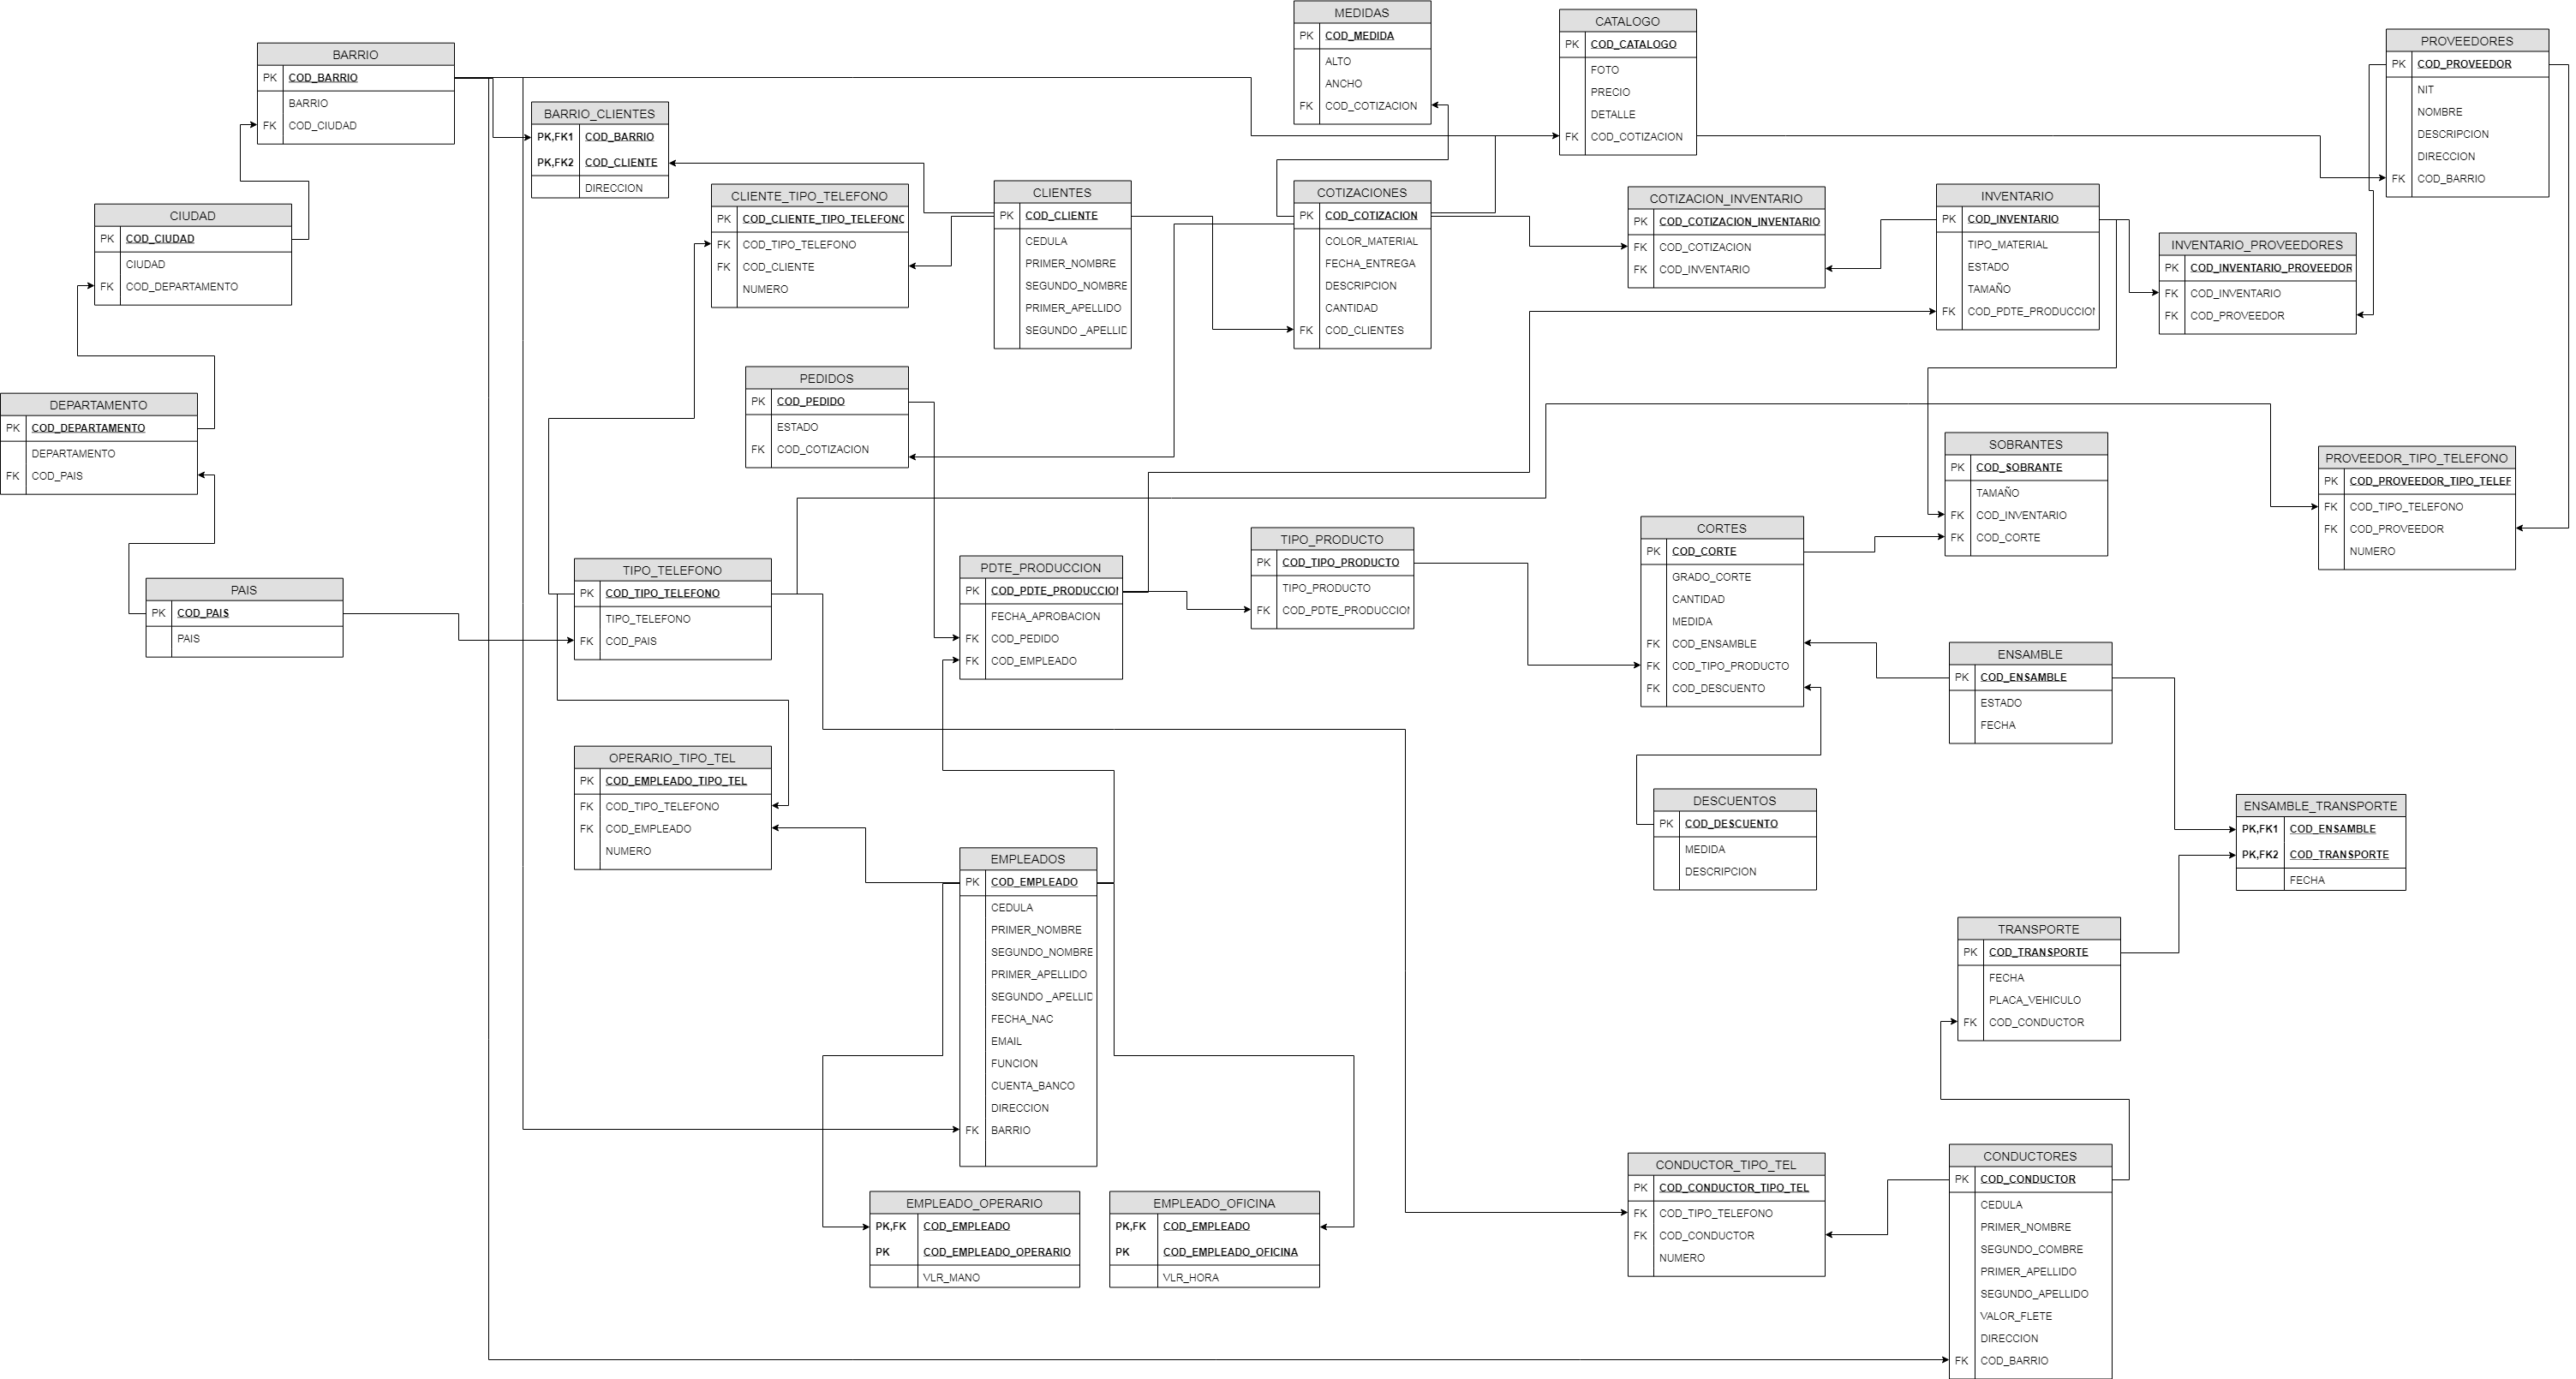 MEDIDAS
PK COD_MEDIDA
ALTO
ANCHO
FK COD_COTIZACION
CATALOGO
PK COD_CATALOGO
FOTO
PRECIO
DETALLE
FK COD_COTIZACION
PROVEEDORES
PK COD_PROVEEDOR
NIT
NOMBRE
DESCRIPCION
DIRECCION
FK COD_BARRIO
BARRIO
PK COD_BARRIO
BARRIO
FK COD_CIUDAD
BARRIO_CLIENTES
PK,FK1 COD_BARRIO
PK,FK2 COD_CLIENTE
DIRECCION
CLIENTE_TIPO_TELEFONO
PK COD_CLIENTE_TIPO_TELEFONO
FK COD_TIPO_TELEFONO
FK COD_CLIENTE
NUMERO
CLIENTES
PK COD_CLIENTE
CEDULA
PRIMER_NOMBRE
SEGUNDO_NOMBRE
PRIMER_APELLIDO
SEGUNDO _APELLID
COTIZACIONES
PK COD_COTIZACION
COLOR_MATERIAL
FECHA_ENTREGA
DESCRIPCION
CANTIDAD
FK COD_CLIENTES
COTIZACION_INVENTARIO
PK COD_COTIZACION_INVENTARIO
FK COD_COTIZACION
FK COD_INVENTARIO
INVENTARIO
PK COD_INVENTARIO
TIPO_MATERIAL
ESTADO
TAMAÑO
FK COD_PDTE_PRODUCCION
INVENTARIO_PROVEEDORES
PK COD_INVENTARIO_PROVEEDOR
FK COD_INVENTARIO
FK COD_PROVEEDOR
CIUDAD
PK COD_CIUDAD
CIUDAD
FK COD_DEPARTAMENTO
DEPARTAMENTO
PK COD_DEPARTAMENTO
DEPARTAMENTO
FK COD_PAIS
PEDIDOS
PK COD_PEDIDO
ESTADO
FK COD_COTIZACION
SOBRANTES
PK COD_SOBRANTE
TAMAÑO
FK COD_INVENTARIO
FK COD_CORTE
PROVEEDOR_TIPO_TELEFONO
PK COD_PROVEEDOR_TIPO_TELEF
FK COD_TIPO_TELEFONO
FK COD_PROVEEDOR
NUMERO
PAIS
PK COD_PAIS
PAIS
TIPO_TELEFONO
PK COD_TIPO_TELEFONO
TIPO_TELEFONO
FK COD_PAIS
PDTE_PRODUCCION
PK COD_PDTE_PRODUCCION
FECHA_APROBACION
FK COD_PEDIDO
FK COD_EMPLEADO
TIPO_PRODUCTO
PK COD_TIPO_PRODUCTO
TIPO_PRODUCTO
FK COD_PDTE_PRODUCCION
CORTES
PK COD_CORTE
GRADO_CORTE
CANTIDAD
MEDIDA
FK COD_ENSAMBLE
FK COD_TIPO_PRODUCTO
FK COD_DESCUENTO
ENSAMBLE
PK COD_ENSAMBLE
ESTADO
FECHA
OPERARIO_TIPO_TEL
PK COD_EMPLEADO_TIPO_TEL
FK COD_TIPO_TELEFONO
FK COD_EMPLEADO
NUMERO
DESCUENTOS
PK COD_DESCUENTO
MEDIDA
DESCRIPCION
ENSAMBLE_TRANSPORTE
PK,FK1 COD_ENSAMBLE
PK,FK2 COD_TRANSPORTE
FECHA
EMPLEADOS
PK COD_EMPLEADO
CEDULA
PRIMER_NOMBRE
SEGUNDO_NOMBRE
PRIMER_APELLIDO
SEGUNDO _APELLID
FECHA_NAC
EMAIL
FUNCION
CUENTA_BANCO
DIRECCION
FK BARRIO
TRANSPORTE
PK COD_TRANSPORTE
FECHA
PLACA_VEHICULO
FK COD_CONDUCTOR
EMPLEADO_OPERARIO
PK,FK COD_EMPLEADO
PK COD_EMPLEADO_OPERARIO
VLR_MANO
EMPLEADO_OFICINA
PK,FK COD_EMPLEADO
PK COD_EMPLEADO_OFICINA
VLR_HORA
CONDUCTOR_TIPO_TEL
PK COD_CONDUCTOR_TIPO_TEL
FK COD_TIPO_TELEFONO
FK COD_CONDUCTOR
NUMERO
CONDUCTORES
PK COD_CONDUCTOR
CEDULA
PRIMER_NOMBRE
SEGUNDO_COMBRE
PRIMER_APELLIDO
SEGUNDO_APELLIDO
VALOR_FLETE
DIRECCION
FK COD_BARRIO